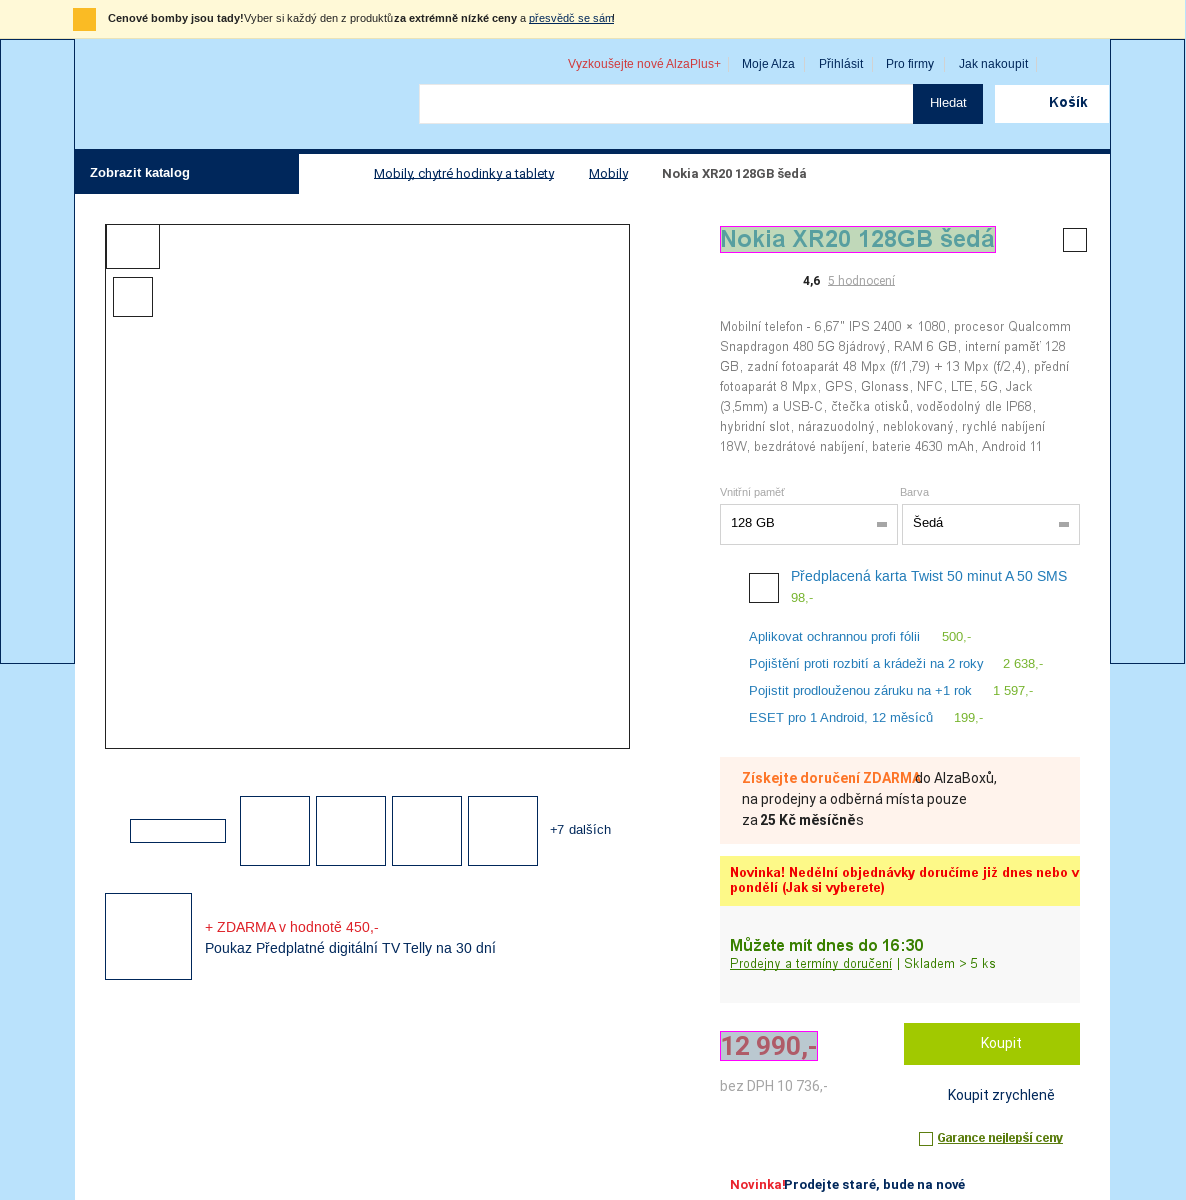 Cenové bomby jsou tady! Vyber si každý den z produktů za extrémně nízké ceny a přesvědč se sám!
Vyzkoušejte nové AlzaPlus+ Moje Alza Přihlásit Pro firmy Jak nakoupit
Hledat Košík
Zobrazit katalog Mobily, chytré hodinky a tablety Mobily Nokia XR20 128GB šedá
Nokia XR20 128GB šedá
4,6 5 hodnocení
Mobilní telefon - 6,67" IPS 2400 × 1080, procesor Qualcomm
Snapdragon 480 5G 8jádrový, RAM 6 GB, interní paměť 128
GB, zadní fotoaparát 48 Mpx (f/1,79) + 13 Mpx (f/2,4), přední
fotoaparát 8 Mpx, GPS, Glonass, NFC, LTE, 5G, Jack
(3,5mm) a USB-C, čtečka otisků, voděodolný dle IP68,
hybridní slot, nárazuodolný, neblokovaný, rychlé nabíjení
18W, bezdrátové nabíjení, baterie 4630 mAh, Android 11
Vnitřní paměť Barva
128 GB Šedá
Předplacená karta Twist 50 minut A 50 SMS
98,-
Aplikovat ochrannou profi fólii 500,-
Pojištění proti rozbití a krádeži na 2 roky 2 638,-
Pojistit prodlouženou záruku na +1 rok 1 597,-
ESET pro 1 Android, 12 měsíců 199,-
Získejte doručení ZDARMA do AlzaBoxů,
na prodejny a odběrná místa pouze
za 25 Kč měsíčně s
+7 dalších
Novinka! Nedělní objednávky doručíme již dnes nebo v
pondělí (Jak si vyberete)
+ ZDARMA v hodnotě 450,-
Poukaz Předplatné digitální TV Telly na 30 dní
Můžete mít dnes do 16:30
Prodejny a termíny doručení | Skladem > 5 ks
12 990,- Koupit
bez DPH 10 736,-
Koupit zrychleně
Garance nejlepší ceny
Novinka! Prodejte staré, bude na nové